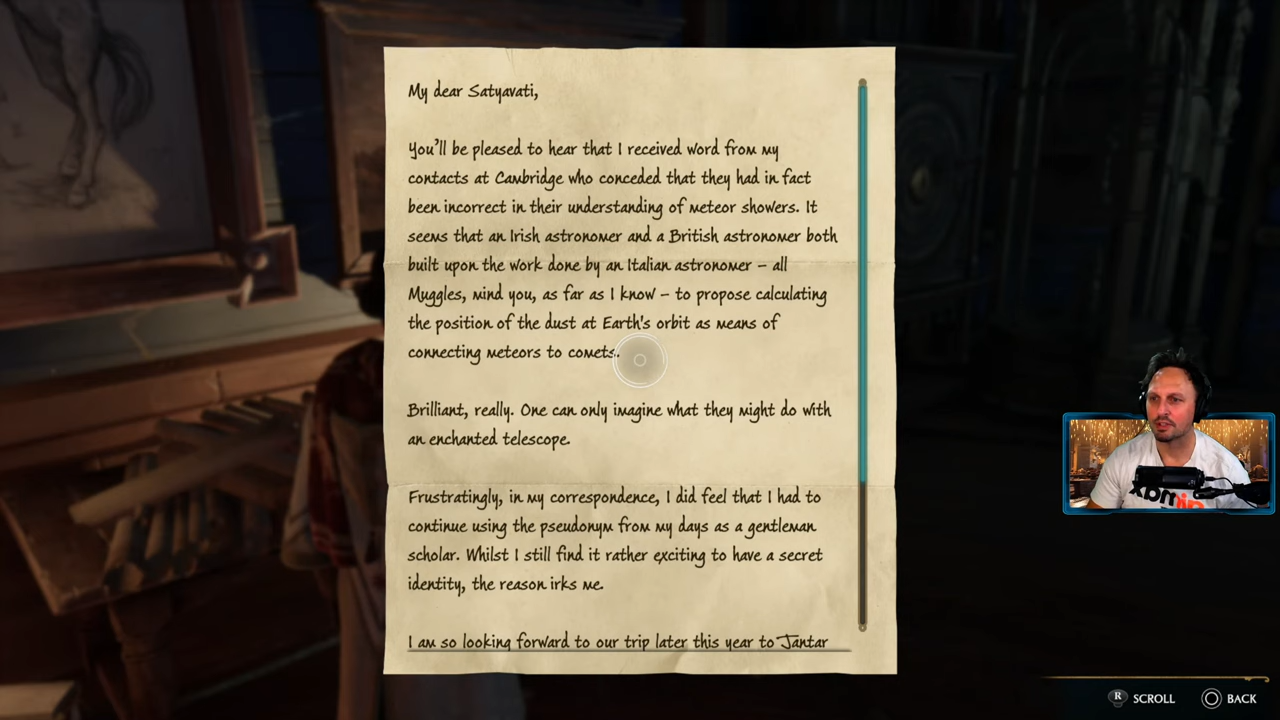 My dear Satyavati,
You'll be pleased to hear that I received word from my
contacts at Cambridge who conceded that they had in fact
been incorrect in their understanding of meteor showers. It
seems that an Irish astronomer and a British astronomer both
built upon the work done by an Italian astronomer – all
Muggles, mind you, as far as I know – to propose calculating
the position of the dust at Earth's orbit as means of
connecting meteors to comets.
Brilliant, really. One can only imagine what they might do with
an enchanted telescope.
Frustratingly, in my correspondence, I did feel that I had to
continue using the pseudonym from my days as a gentleman
scholar. Whilst I still find it rather exciting to have a secret
identity, the reason irks me.
I am so looking forward to our trip later this year to Jantar
R SCROLL BACK